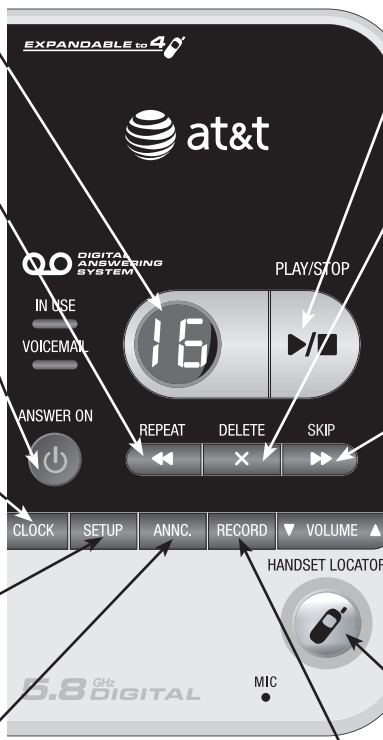 EXPANDABLE to 4
at&t
DIGITAL
ANSWERING
SYSTEM
PLAY/STOP
IN USE
16
VOICEMAIL
ANSWER ON
REPEAT DELETE SKIP
CLOCK SETUP ANNC. RECORD VOLUME
HANDSET LOCATOR
5.8 GHz DIGITAL
MIC